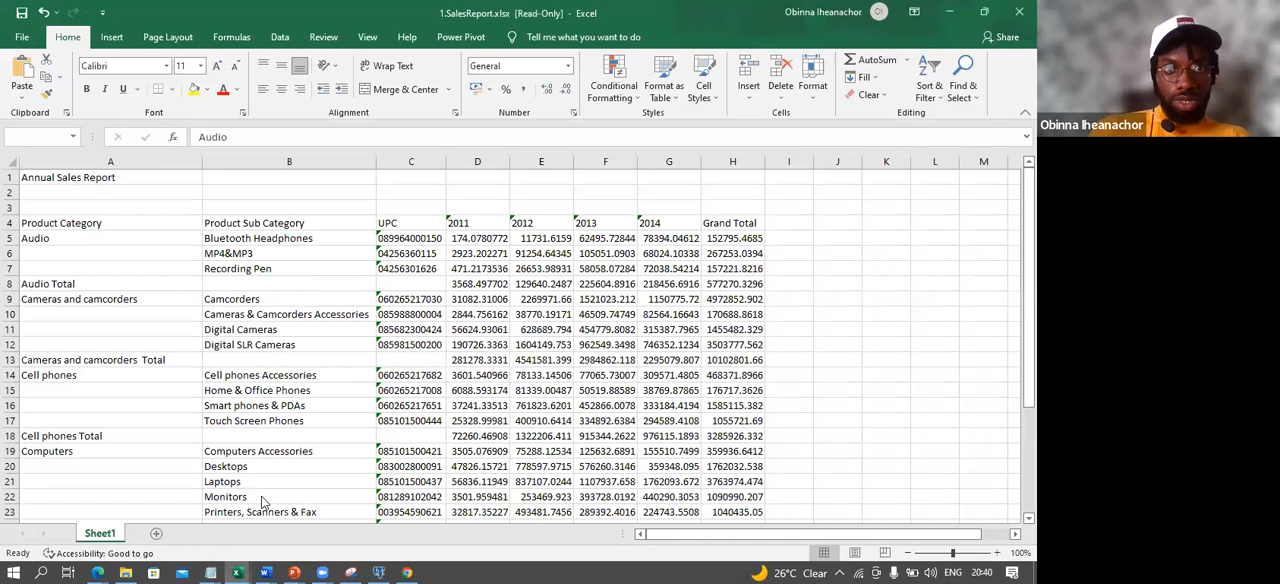 1.SalesReport.xlsx [Read-Only] - Excel
Obinna Iheanachor
File Home Insert Page Layout Formulas Data Review View Help Power Pivot Tell me what you want to do Share
Paste
Calibri 11
B I U
Wrap Text
Merge & Center
General
Conditional Formatting
Format as Table
Cell Styles
Insert Delete Format
AutoSum
Fill
Clear
Sort & Filter
Find & Select
Clipboard Font Alignment Number Styles Cells Editing
Obinna Iheanachor
Audio
A B C D E F G H I J K L M
1 Annual Sales Report
2
3
4 Product Category Product Sub Category UPC 2011 2012 2013 2014 Grand Total
5 Audio Bluetooth Headphones 089964000150 174.0780772 11731.6159 62495.72844 78394.04612 152795.4685
6 MP4&MP3 04256360115 2923.202271 91254.64345 105051.0903 68024.10338 267253.0394
7 Recording Pen 04256301626 471.2173536 26653.98931 58058.07284 72038.54214 157221.8216
8 Audio Total 3568.497702 129640.2487 225604.8916 218456.6916 577270.3296
9 Cameras and camcorders Camcorders 060265217030 31082.31006 2269971.66 1521023.212 1150775.72 4972852.902
10 Cameras & Camcorders Accessories 085988800004 2844.756162 38770.19171 46509.74749 82564.16643 170688.8618
11 Digital Cameras 085682300424 56624.93061 628689.794 454779.8082 315387.7965 1455482.329
12 Digital SLR Cameras 085981500200 190726.3363 1604149.753 962549.3498 746352.1234 3503777.562
13 Cameras and camcorders Total 281278.3331 4541581.399 2984862.118 2295079.807 10102801.66
14 Cell phones Cell phones Accessories 060265217682 3601.540966 78133.14506 77065.73007 309571.4805 468371.8966
15 Home & Office Phones 060265217008 6088.593174 81339.00487 50519.88589 38769.87865 176717.3626
16 Smart phones & PDAs 060265217651 37241.33513 761823.6201 452866.0078 333184.4194 1585115.382
17 Touch Screen Phones 085101500444 25328.99981 400910.6414 334892.6384 294589.4108 1055721.69
18 Cell phones Total 72260.46908 1322206.411 915344.2622 976115.1893 3285926.332
19 Computers Computers Accessories 085101500421 3505.076909 75288.12534 125632.6891 155510.7479 359936.6412
20 Desktops 083002800091 47826.15721 778597.9715 576260.3146 359348.095 1762032.538
21 Laptops 085101500437 56836.11949 837107.0244 1107937.658 1762093.672 3763974.474
22 Monitors 081289102042 3501.959481 253469.923 393728.0192 440290.3053 1090990.207
23 Printers, Scanners & Fax 003954590621 32817.35227 493481.7456 289392.4016 224743.5508 1040435.05
Sheet1
Ready Accessibility: Good to go 100%
26°C Clear ENG 20:40